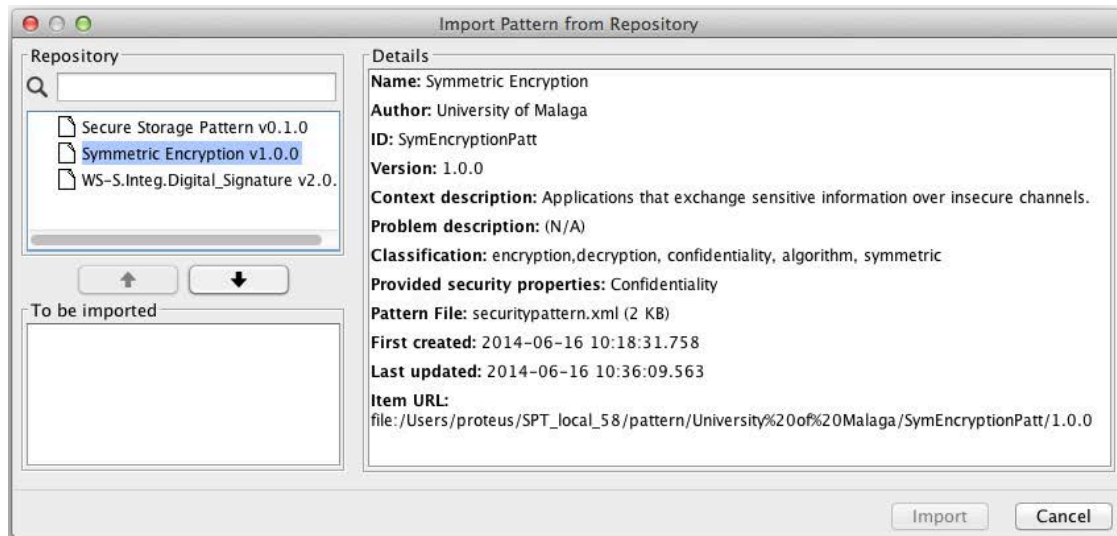 Import Pattern from Repository
Repository
Secure Storage Pattern v0.1.0
Symmetric Encryption v1.0.0
WS-S.Integ.Digital_Signature v2.0.
To be imported
Details
Name: Symmetric Encryption
Author: University of Malaga
ID: SymEncryptionPatt
Version: 1.0.0
Context description: Applications that exchange sensitive information over insecure channels.
Problem description: (N/A)
Classification: encryption,decryption, confidentiality, algorithm, symmetric
Provided security properties: Confidentiality
Pattern File: securitypattern.xml (2 KB)
First created: 2014-06-16 10:18:31.758
Last updated: 2014-06-16 10:36:09.563
Item URL:
file:/Users/proteus/SPT_local_58/pattern/University%20of%20Malaga/SymEncryptionPatt/1.0.0
Import
Cancel